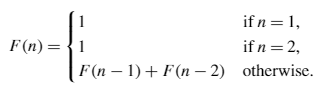 F(n) = { 1 if n = 1,
1 if n = 2,
F(n − 1) + F(n − 2) otherwise.